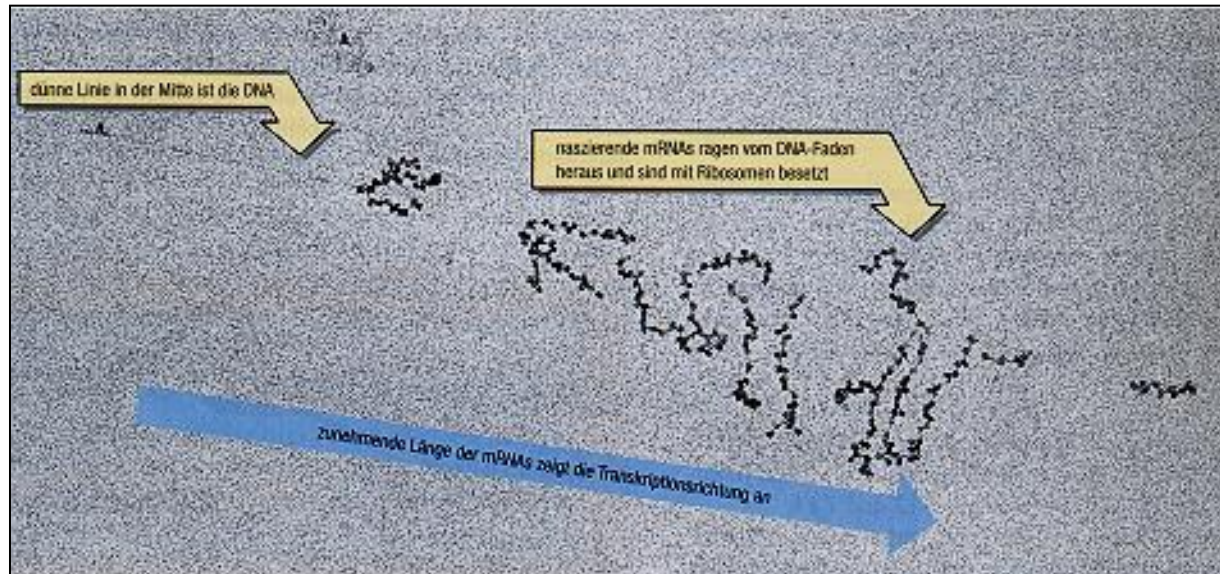 dünne Linie in der Mitte ist die DNA
naszierende mRNAs ragen vom DNA-Faden
heraus und sind mit Ribosomen besetzt
zunehmende Länge der mRNAs zeigt die Transkriptionsrichtung an